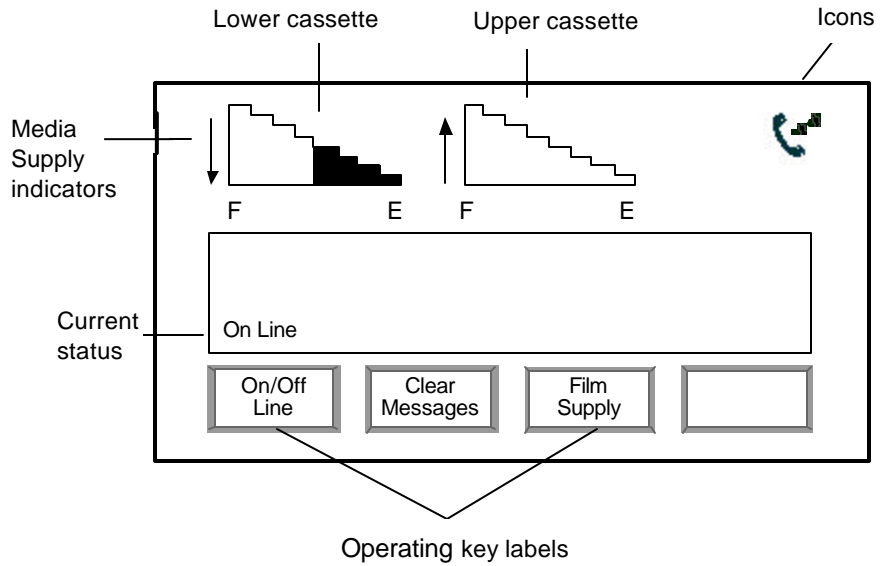 Lower cassette
Upper cassette
Icons
Media
Supply
indicators
F
E
F
E
Current
status
On Line
On/Off
Line
Clear
Messages
Film
Supply
Operating key labels